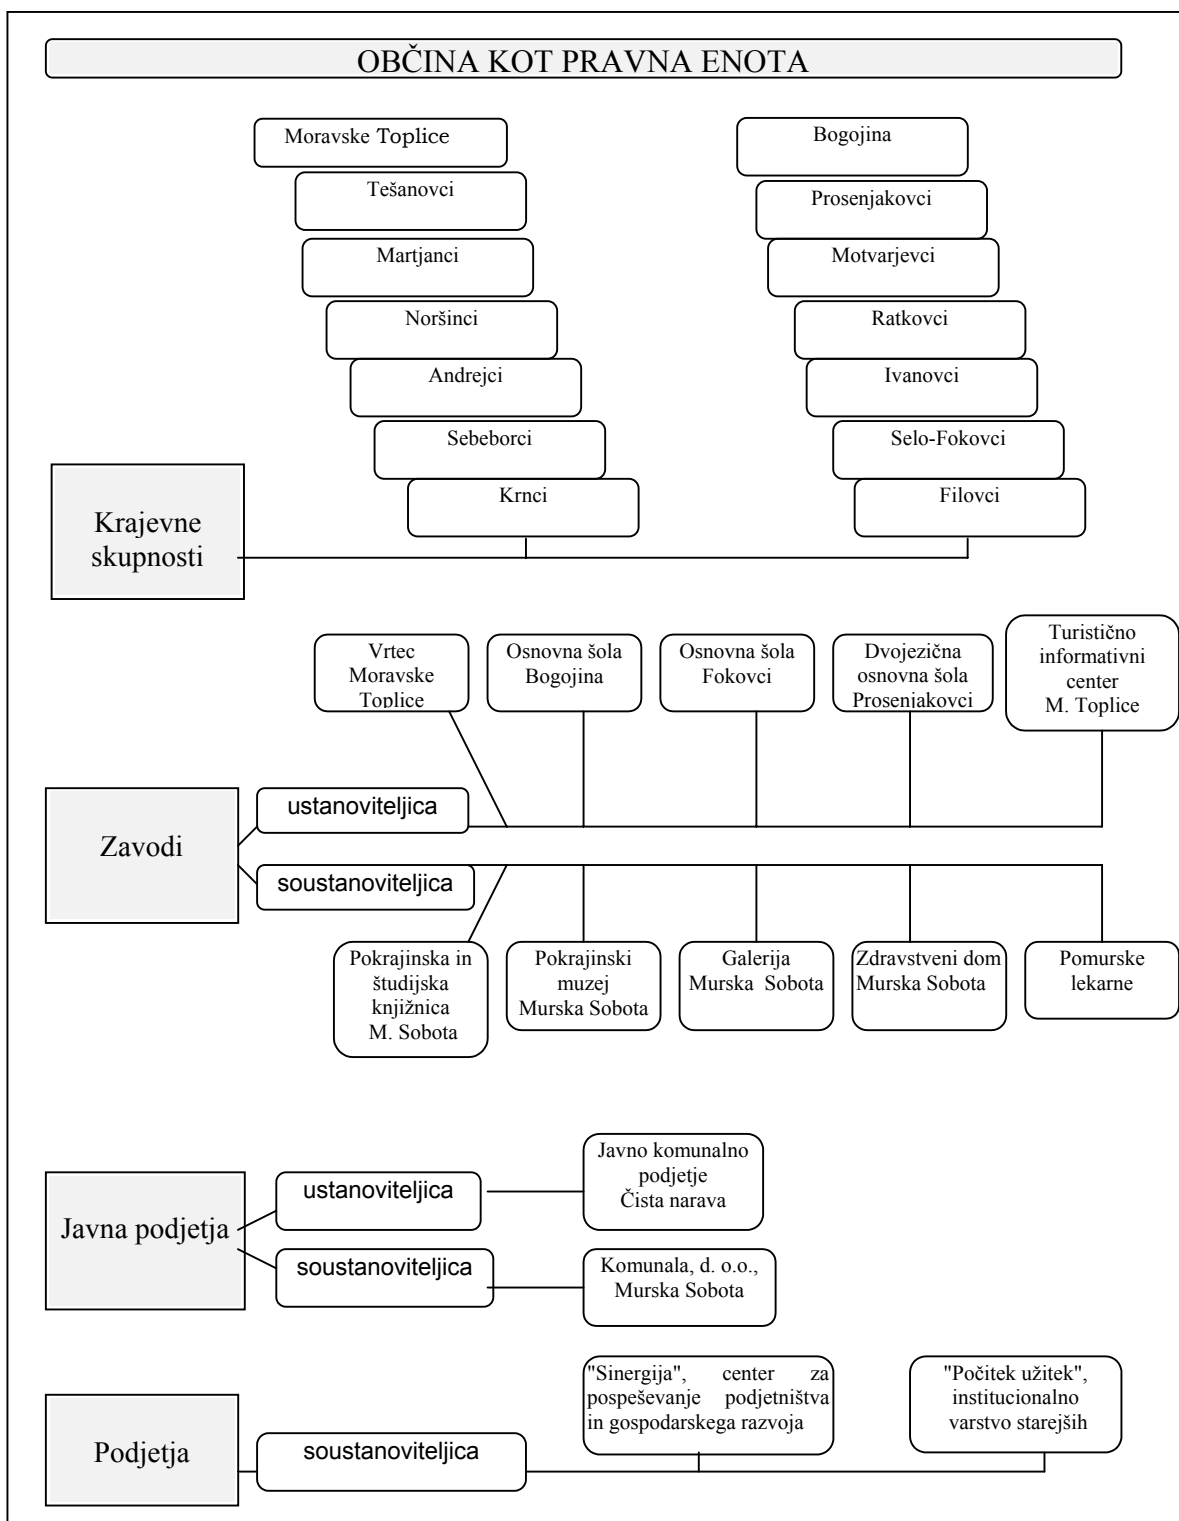 OBČINA KOT PRAVNA ENOTA
Moravske Toplice
Tešanovci
Martjanci
Noršinci
Andrejci
Sebeborci
Krnci
Bogojina
Prosenjakovci
Motvarjevci
Ratkovci
Ivanovci
Selo-Fokovci
Filovci
Krajevne
skupnosti
Vrtec
Moravske
Toplice
Osnovna šola
Bogojina
Osnovna šola
Fokovci
Dvojezična
osnovna šola
Prosenjakovci
Turistično
informativni
center
M. Toplice
Zavodi
ustanoviteljica
soustanoviteljica
Pokrajinska in
študijska
knjižnica
M. Sobota
Pokrajinski
muzej
Murska Sobota
Galerija
Murska Sobota
Zdravstveni dom
Murska Sobota
Pomurske
lekarne
Javna podjetja
ustanoviteljica
Javno komunalno
podjetje
Čista narava
soustanoviteljica
Komunala, d. o.o.,
Murska Sobota
Podjetja
soustanoviteljica
"Sinergija", center za
pospeševanje podjetništva
in gospodarskega razvoja
"Počitek užitek",
institucionalno
varstvo starejših